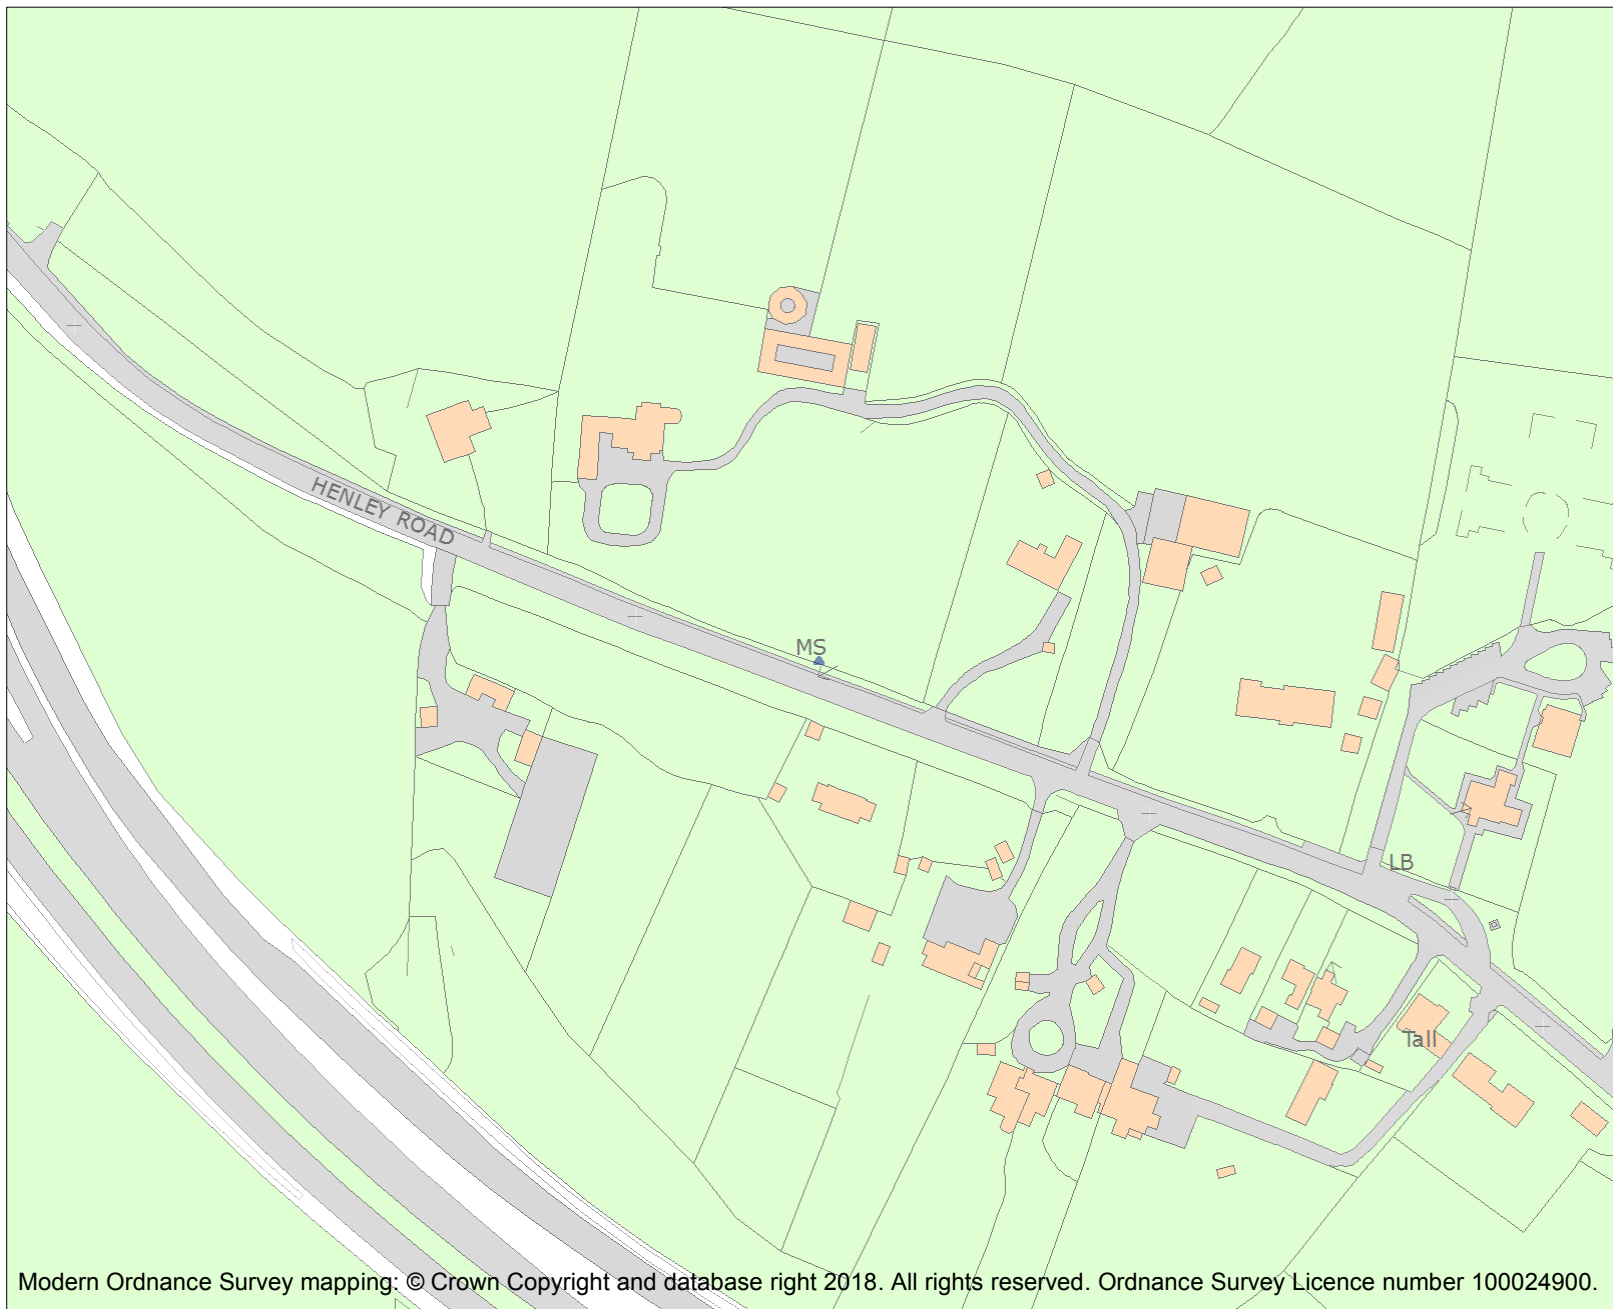 HENLEY ROAD
MS
LB
Tall
Modern Ordnance Survey mapping: © Crown Copyright and database right 2018. All rights reserved. Ordnance Survey Licence number 100024900.